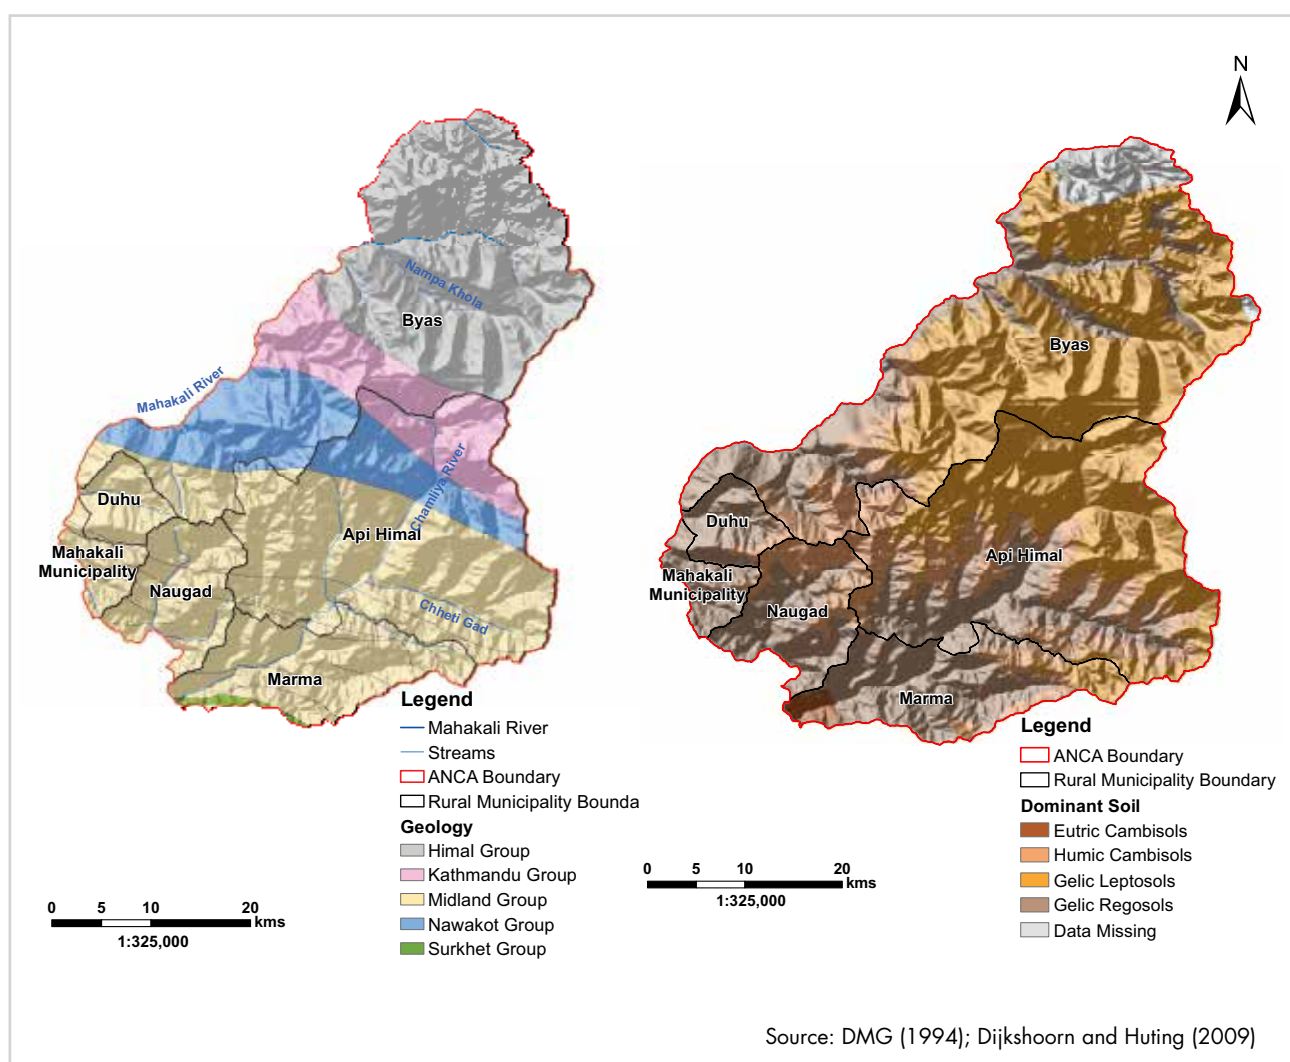 N
Nampa Khola
Byas
Mahakali River
Chamliya River
Duhu
Api Himal
Mahakali
Municipality
Naugad
Chheti Gad
Marma
Legend
Mahakali River
Streams
ANCA Boundary
Rural Municipality Bounda
Geology
Himal Group
Kathmandu Group
Midland Group
Nawakot Group
Surkhet Group
0 5 10 20
kms
1:325,000
Byas
Duhu
Api Himal
Mahakali
Municipality
Naugad
Marma
Legend
ANCA Boundary
Rural Municipality Boundary
Dominant Soil
Eutric Cambisols
Humic Cambisols
Gelic Leptosols
Gelic Regosols
Data Missing
0 5 10 20
kms
1:325,000
Source: DMG (1994); Dijkshoorn and Huting (2009)